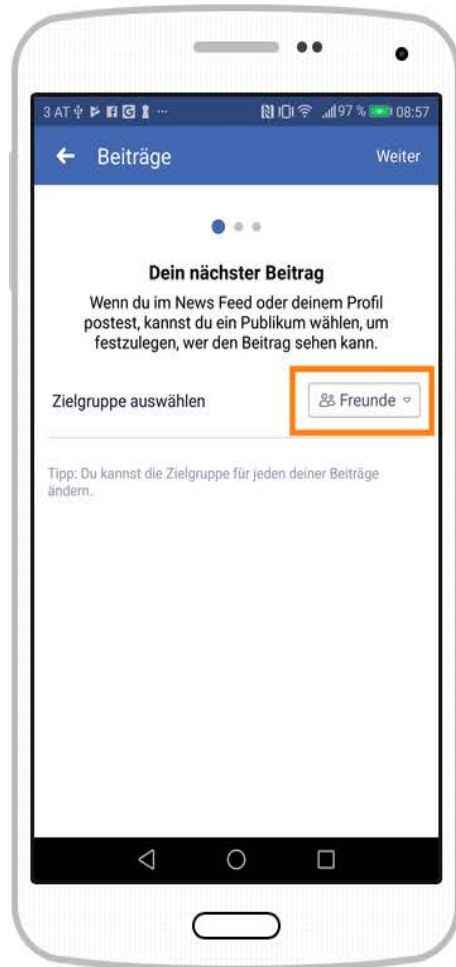 3 AT ... 97 % 08:57
Beiträge Weiter
Dein nächster Beitrag
Wenn du im News Feed oder deinem Profil
postest, kannst du ein Publikum wählen, um
festzulegen, wer den Beitrag sehen kann.
Zielgruppe auswählen Freunde
Tipp: Du kannst die Zielgruppe für jeden deiner Beiträge
ändern.